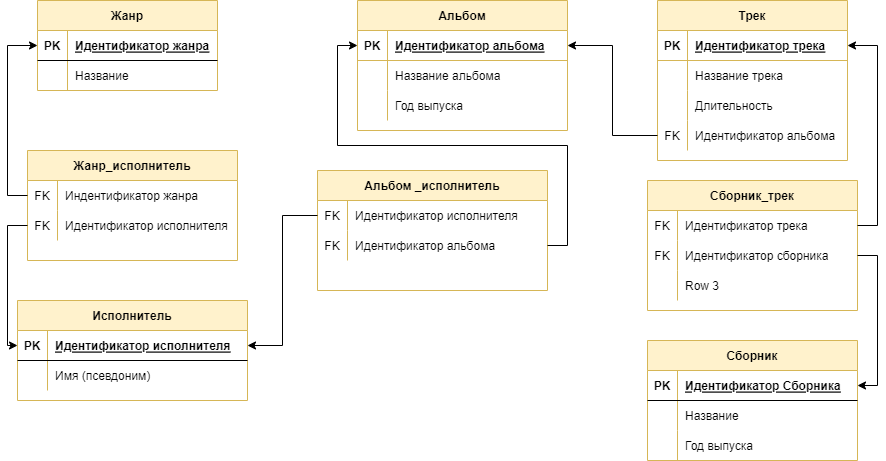 Жанр
PK Идентификатор жанра
Название
Альбом
PK Идентификатор альбома
Название альбома
Год выпуска
Трек
PK Идентификатор трека
Название трека
Длительность
FK Идентификатор альбома
Жанр_исполнитель
FK Индентификатор жанра
FK Идентификатор исполнителя
Альбом _исполнитель
FK Идентификатор исполнителя
FK Идентификатор альбома
Сборник_трек
FK Идентификатор трека
FK Идентификатор сборника
Row 3
Исполнитель
PK Идентификатор исполнителя
Имя (псевдоним)
Сборник
PK Идентификатор Сборника
Название
Год выпуска